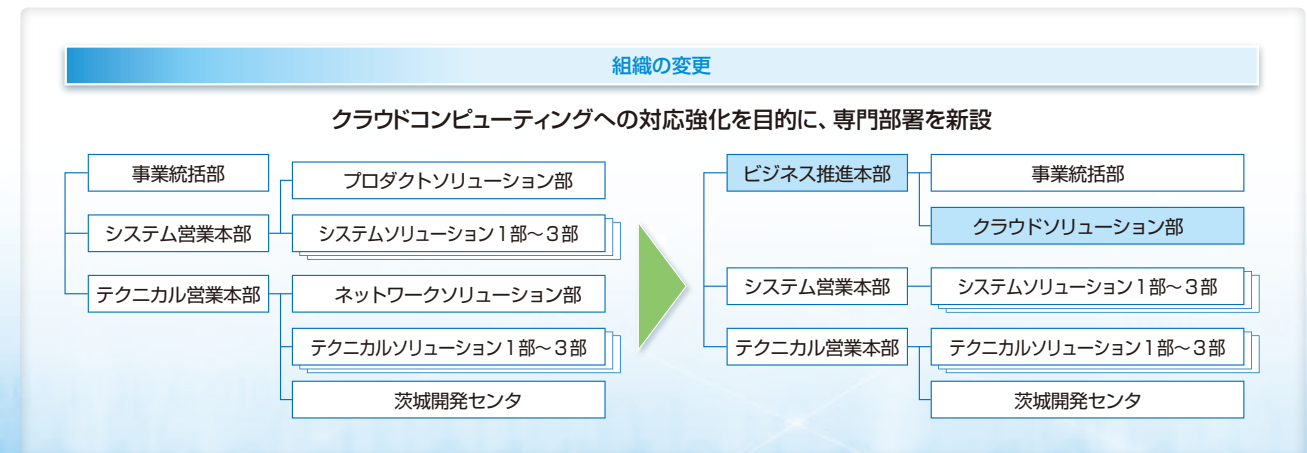 組織の変更
クラウドコンピューティングへの対応強化を目的に、専門部署を新設
事業統括部
プロダクトソリューション部
システム営業本部
システムソリューション1部～3部
テクニカル営業本部
ネットワークソリューション部
テクニカルソリューション1部～3部
茨城開発センタ
ビジネス推進本部
事業統括部
クラウドソリューション部
システム営業本部
システムソリューション1部～3部
テクニカル営業本部
テクニカルソリューション1部～3部
茨城開発センタ